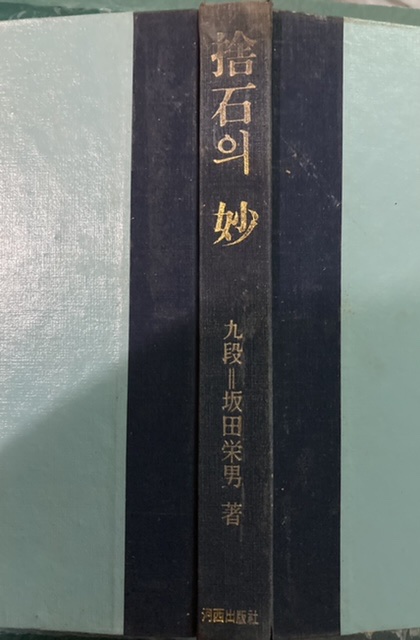 捨石의 妙
九段=坂田栄男 著
河西出版社